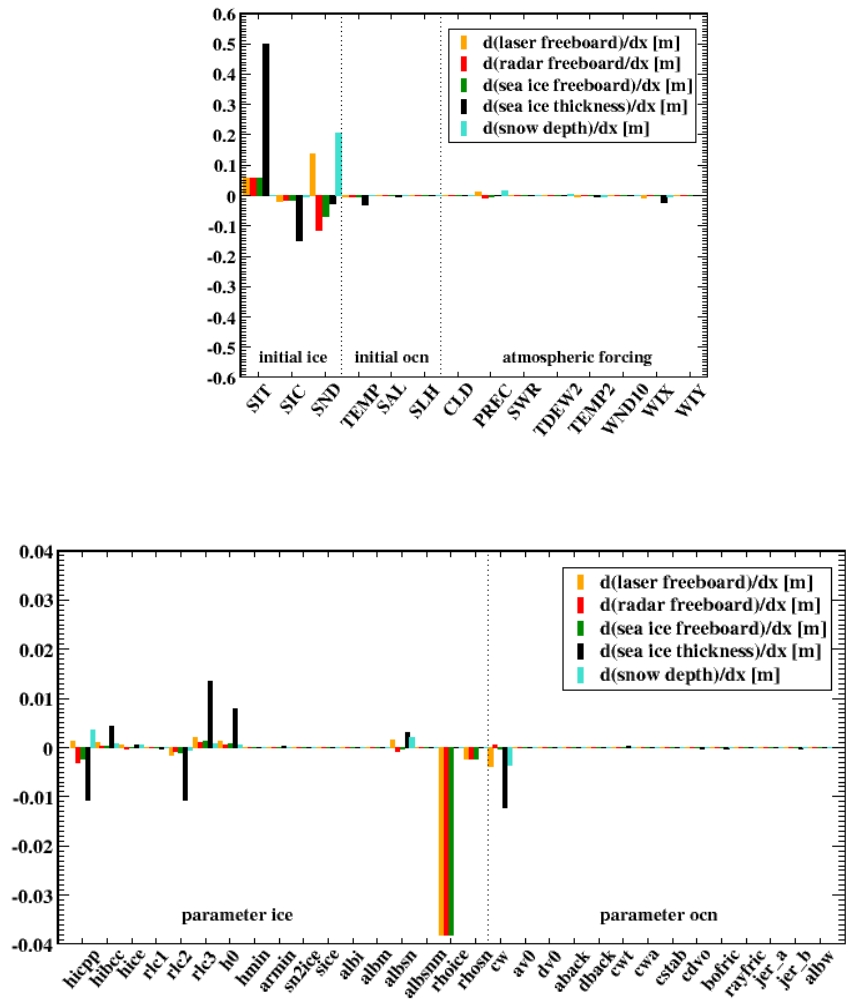 0.6
0.5
0.4
0.3
0.2
0.1
0
-0.1
-0.2
-0.3
-0.4
-0.5
-0.6
d(laser freeboard)/dx [m]
d(radar freeboard/dx [m]
d(sea ice freeboard)/dx [m]
d(sea ice thickness)/dx [m]
d(snow depth)/dx [m]
initial ice initial ocn atmospheric forcing
SIT SIC SND TEMP SAL SLH CLD PREC SWR TDEW2 TEMP2 WND10 WIX WIY
0.04
0.03
0.02
0.01
0
-0.01
-0.02
-0.03
-0.04
d(laser freeboard)/dx [m]
d(radar freeboard)/dx [m]
d(sea ice freeboard)/dx [m]
d(sea ice thickness)/dx [m]
d(snow depth)/dx [m]
parameter ice parameter ocn
hicpp hibcc hice rlc1 rlc2 rlc3 h0 hmin armin sn2ice sice albi albm albsn albsnm rhoice rhosn cw av0 dv0 aback dback cwt cwa cstab cdvo bofric rayfric jer_a jer_b albw